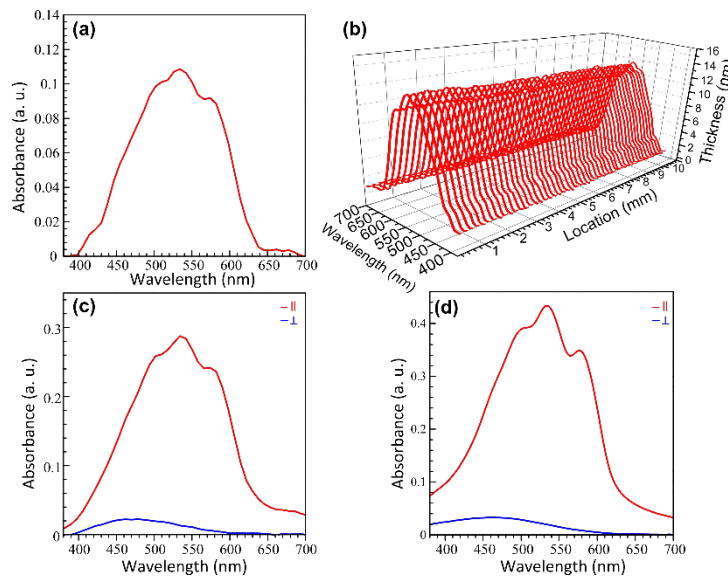 (a)
0.14
0.12
0.10
0.08
0.06
0.04
0.02
0
Absorbance (a. u.)
400 450 500 550 600 650 700
Wavelength (nm)
(b)
16
14
12
10
8
6
4
2
0
Thickness (nm)
700
650
600
550
500
450
400
Wavelength (nm)
1 2 3 4 5 6 7 8 9 10
Location (mm)
(c)
–||
–⊥
0.3
0.2
0.1
0
Absorbance (a. u.)
400 450 500 550 600 650 700
Wavelength (nm)
(d)
–||
–⊥
0.4
0.3
0.2
0.1
0
Absorbance (a. u.)
400 450 500 550 600 650 700
Wavelength (nm)